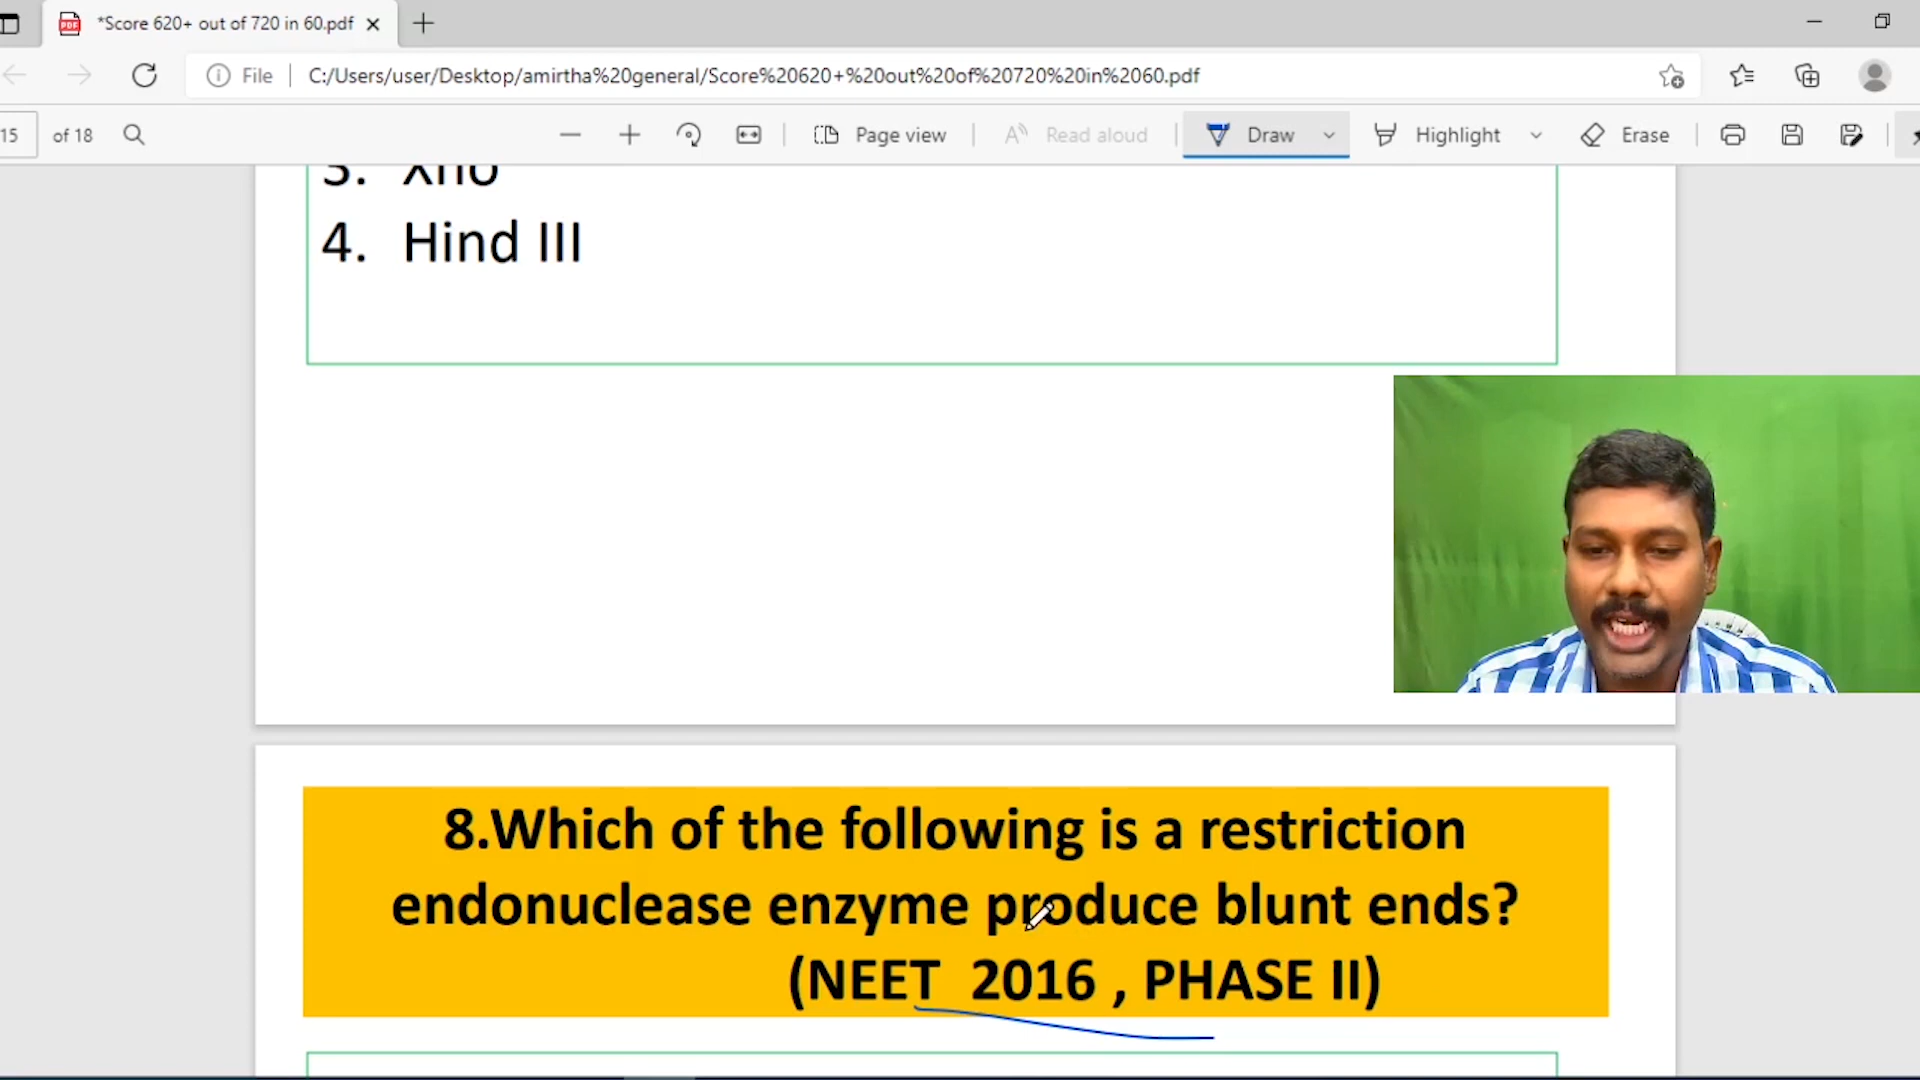 *Score 620+ out of 720 in 60.pdf
File
C:/Users/user/Desktop/amirtha%20general/Score%20620+%20out%20of%20720%20in%2060.pdf
15 of 18
Page view
Read aloud
Draw
Highlight
Erase
3. Xho
4. Hind III
8.Which of the following is a restriction
endonuclease enzyme produce blunt ends?
(NEET 2016 , PHASE II)